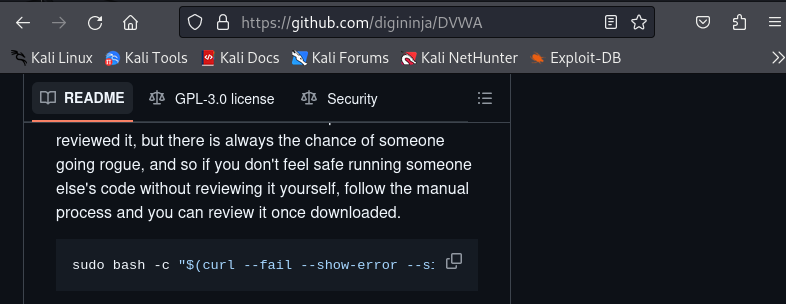 https://github.com/digininja/DVWA
Kali Linux Kali Tools Kali Docs Kali Forums Kali NetHunter Exploit-DB
README GPL-3.0 license Security
reviewed it, but there is always the chance of someone
going rogue, and so if you don't feel safe running someone
else's code without reviewing it yourself, follow the manual
process and you can review it once downloaded.
sudo bash -c "$(curl --fail --show-error --si